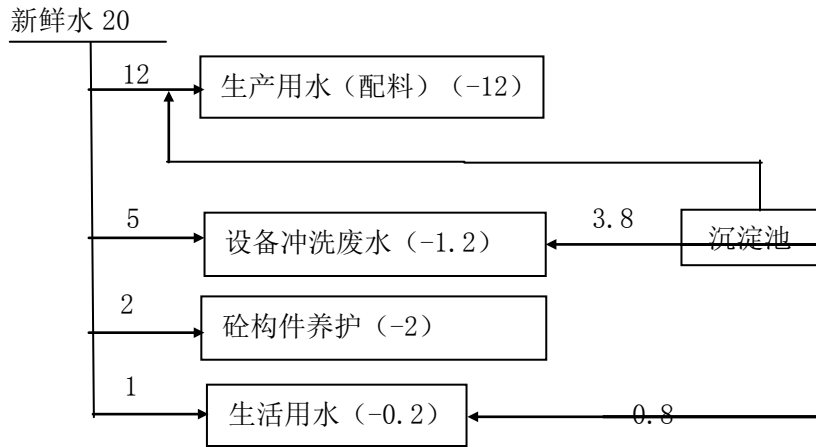 新鲜水 20
12
生产用水（配料）（-12）
5
设备冲洗废水（-1.2）
3.8
沉淀池
2
砼构件养护（-2）
1
生活用水（-0.2）
0.8